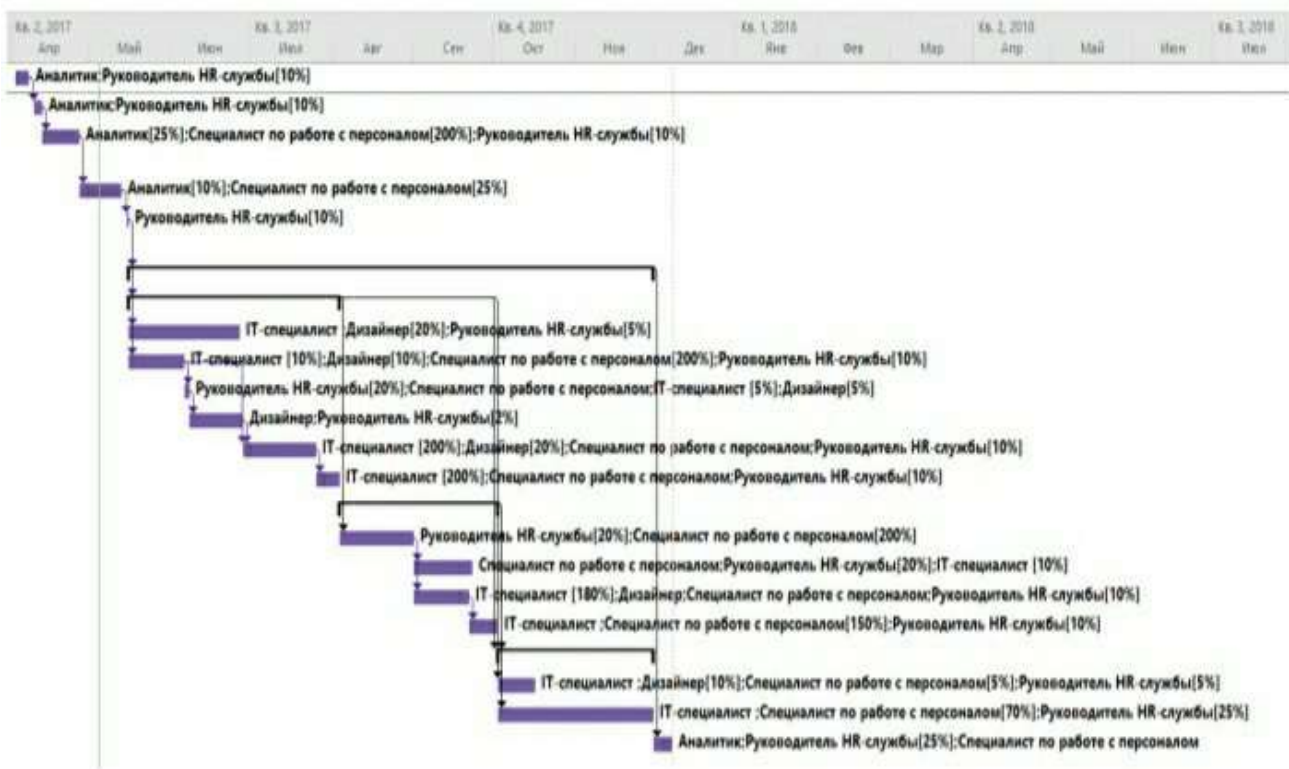 Кв. 2, 2017 Кв. 3, 2017 Кв. 4, 2017 Кв. 1, 2018 Кв. 2, 2018 Кв. 3, 2018
Апр Май Июн Июл Авг Сен Окт Ноя Дек Янв Фев Мар Апр Май Июн Июл
Аналитик;Руководитель HR-службы[10%]
Аналитик;Руководитель HR-службы[10%]
Аналитик[25%];Специалист по работе с персоналом[200%];Руководитель HR-службы[10%]
Аналитик[10%];Специалист по работе с персоналом[25%]
Руководитель HR-службы[10%]
IT-специалист ;Дизайнер[20%];Руководитель HR-службы[5%]
IT-специалист [10%];Дизайнер[10%];Специалист по работе с персоналом[200%];Руководитель HR-службы[10%]
Руководитель HR-службы[20%];Специалист по работе с персоналом;IT-специалист [5%];Дизайнер[5%]
Дизайнер;Руководитель HR-службы[2%]
IT-специалист [200%];Дизайнер[20%];Специалист по работе с персоналом;Руководитель HR-службы[10%]
IT-специалист [200%];Специалист по работе с персоналом;Руководитель HR-службы[10%]
Руководитель HR-службы[20%];Специалист по работе с персоналом[200%]
Специалист по работе с персоналом;Руководитель HR-службы[20%];IT-специалист [10%]
IT-специалист [180%];Дизайнер;Специалист по работе с персоналом;Руководитель HR-службы[10%]
IT-специалист ;Специалист по работе с персоналом[150%];Руководитель HR-службы[10%]
IT-специалист ;Дизайнер[10%];Специалист по работе с персоналом[5%];Руководитель HR-службы[5%]
IT-специалист ;Специалист по работе с персоналом[70%];Руководитель HR-службы[25%]
Аналитик;Руководитель HR-службы[25%];Специалист по работе с персоналом